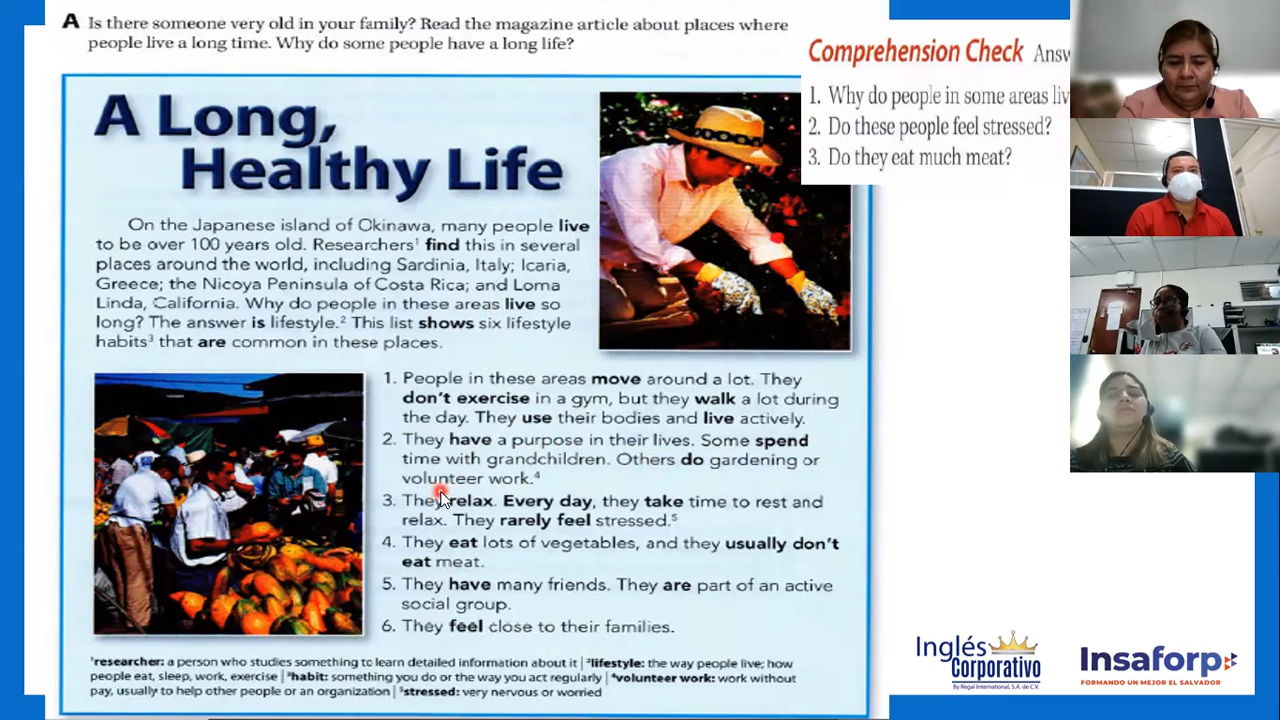 A Is there someone very old in your family? Read the magazine article about places where
people live a long time. Why do some people have a long life?
Comprehension Check Answ
1. Why do people in some areas liv
2. Do these people feel stressed?
3. Do they eat much meat?
A Long,
Healthy Life
On the Japanese island of Okinawa, many people live
to be over 100 years old. Researchers¹ find this in several
places around the world, including Sardinia, Italy; Icaria,
Greece; the Nicoya Peninsula of Costa Rica; and Loma
Linda, California. Why do people in these areas live so
long? The answer is lifestyle.² This list shows six lifestyle
habits³ that are common in these places.
1. People in these areas move around a lot. They
don't exercise in a gym, but they walk a lot during
the day. They use their bodies and live actively.
2. They have a purpose in their lives. Some spend
time with grandchildren. Others do gardening or
volunteer work.⁴
3. They relax. Every day, they take time to rest and
relax. They rarely feel stressed.⁵
4. They eat lots of vegetables, and they usually don't
eat meat.
5. They have many friends. They are part of an active
social group.
6. They feel close to their families.
¹researcher: a person who studies something to learn detailed information about it | ²lifestyle: the way people live; how
people eat, sleep, work, exercise | ³habit: something you do or the way you act regularly | ⁴volunteer work: work without
pay, usually to help other people or an organization | ⁵stressed: very nervous or worried
Inglés
Corporativo
By Regal International, S.A. de C.V.
Insaforp
FORMANDO UN MEJOR EL SALVADOR